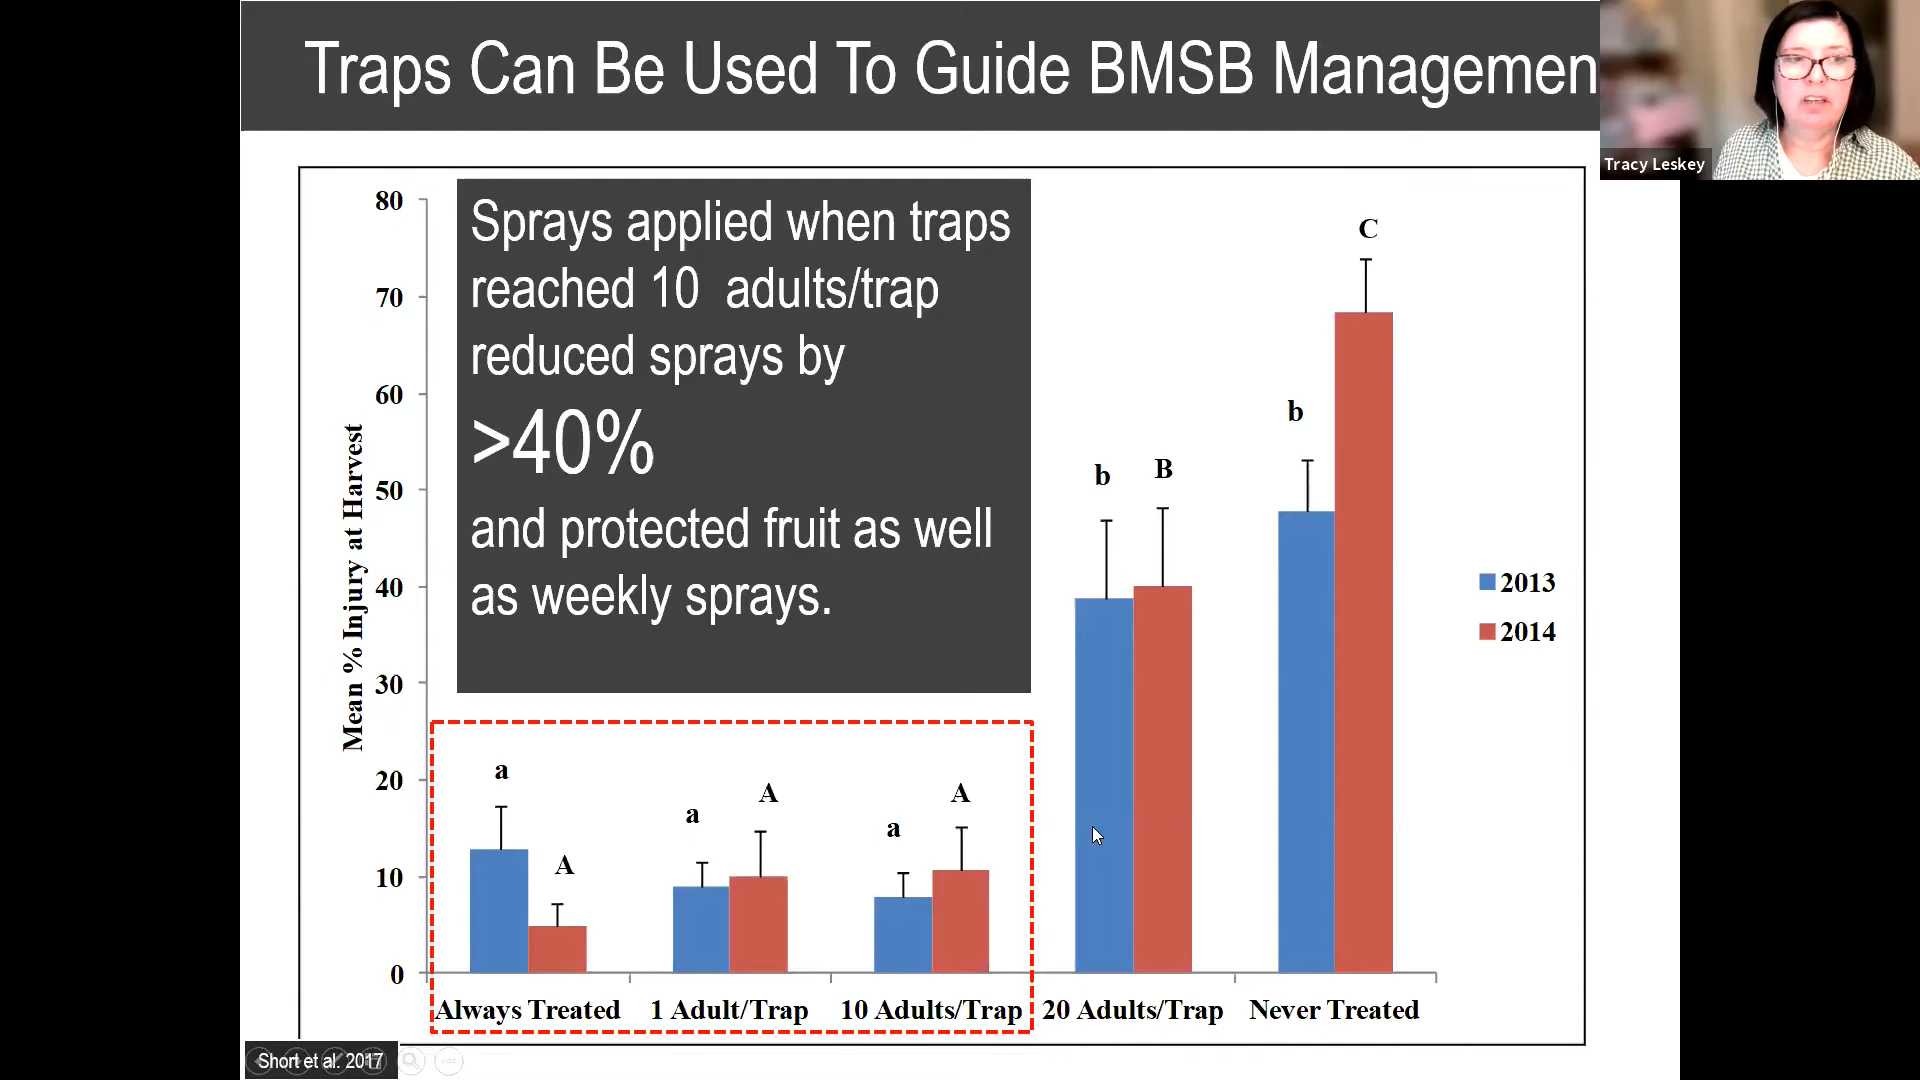 Traps Can Be Used To Guide BMSB Managemen
Tracy Leskey
Sprays applied when traps
reached 10 adults/trap
reduced sprays by
>40%
and protected fruit as well
as weekly sprays.
Mean % Injury at Harvest
80
70
60
50
40
30
20
10
0
a
A
a
A
a
A
b
B
b
C
2013
2014
Always Treated
1 Adult/Trap
10 Adults/Trap
20 Adults/Trap
Never Treated
Short et al. 2017